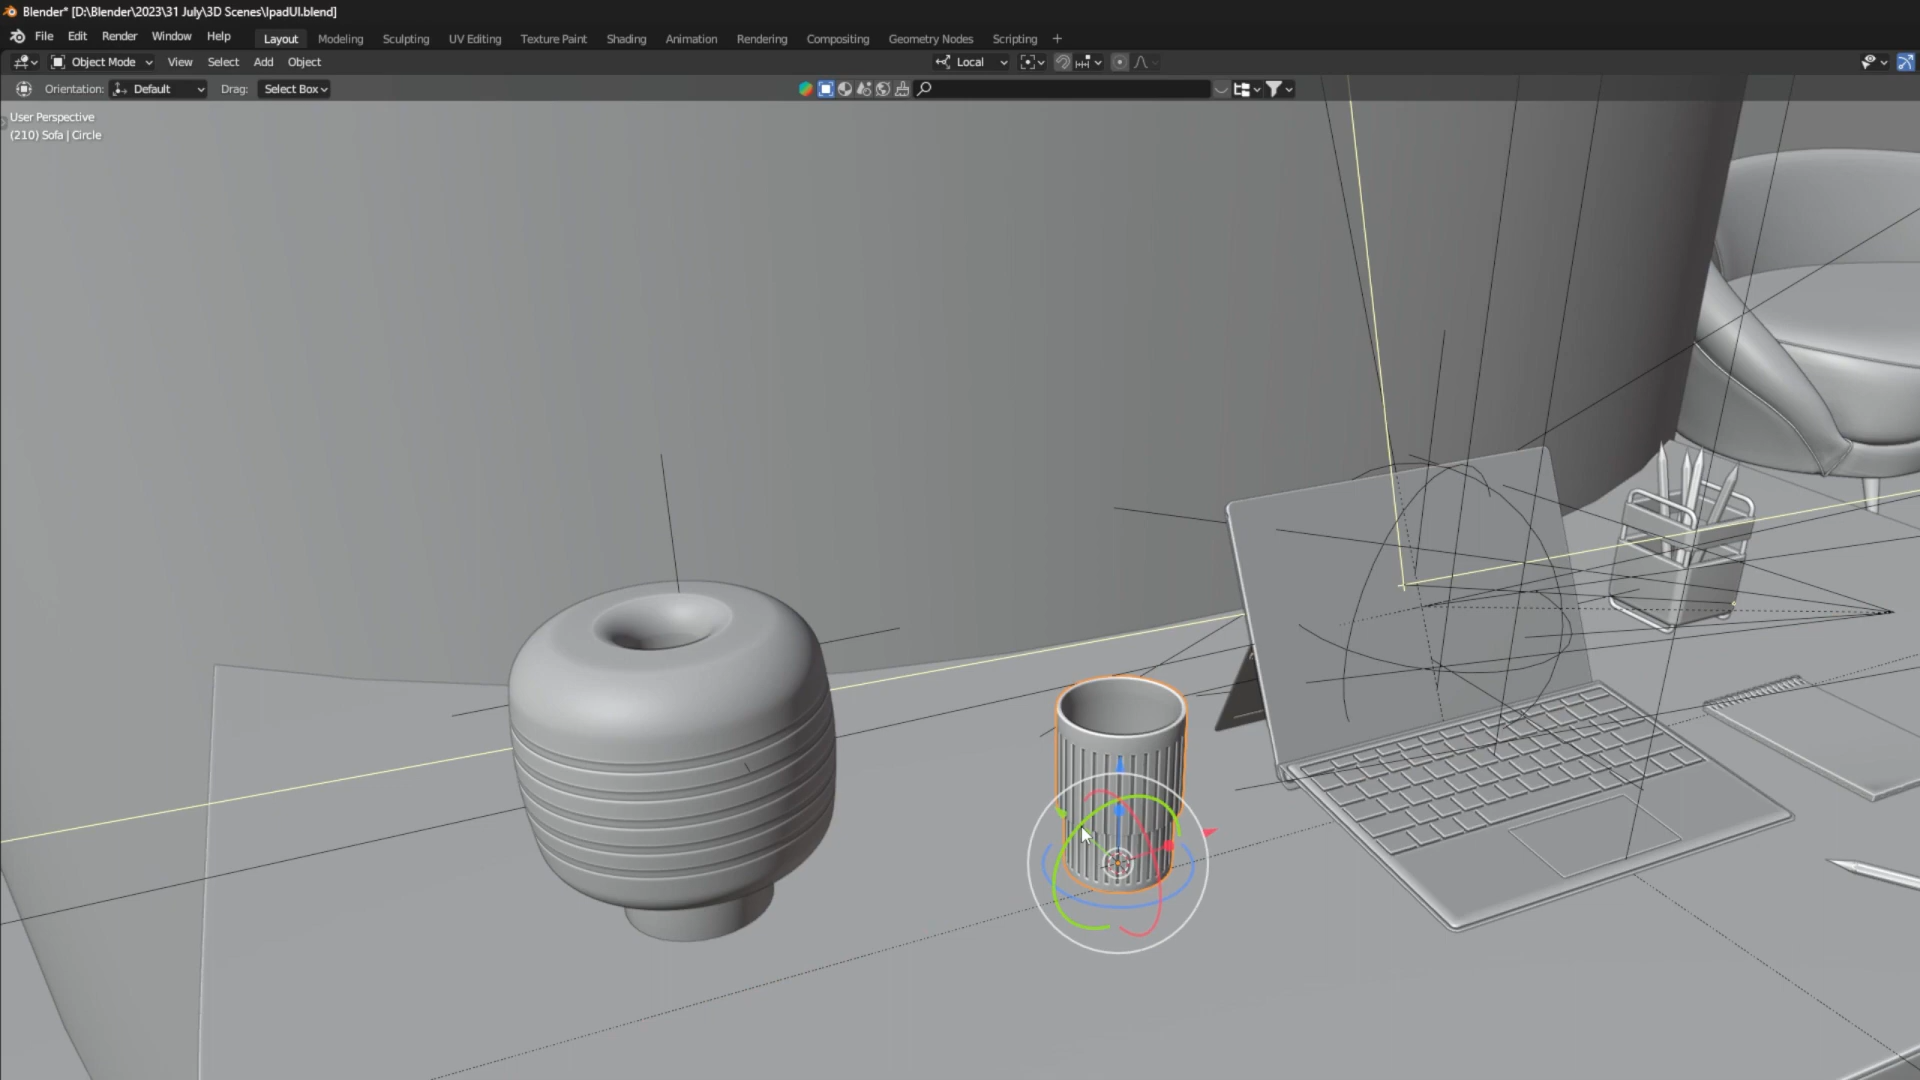 Blender* [D:\Blender\2023\31 July\3D Scenes\IpadUI.blend]
File Edit Render Window Help Layout Modeling Sculpting UV Editing Texture Paint Shading Animation Rendering Compositing Geometry Nodes Scripting +
Object Mode View Select Add Object Local
Orientation: Default Drag: Select Box
User Perspective
(210) Sofa | Circle